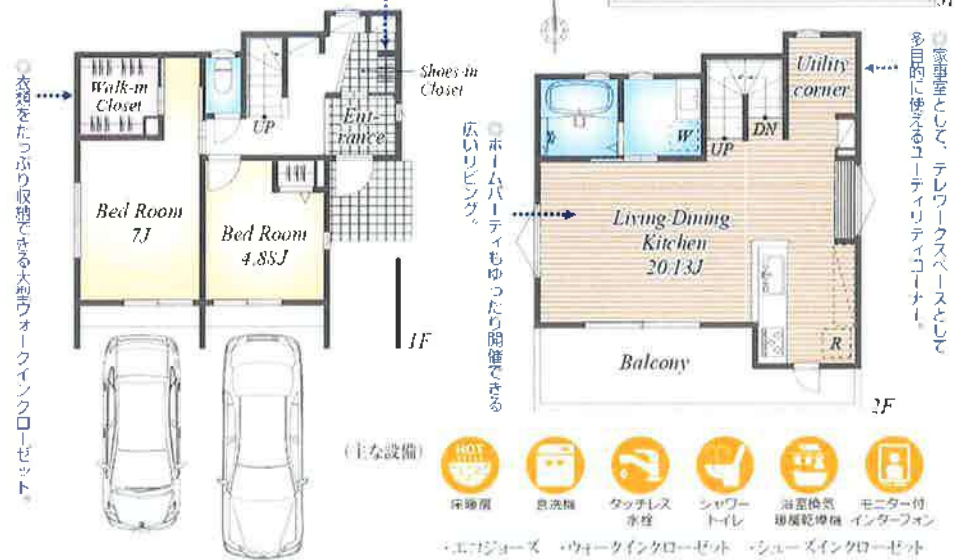 Walk-in
Closet
UP
Shoes-in
Closet
Ent-
rance
Bed Room
7J
Bed Room
4.88J
1F
衣類をたっぷり収納できる大型ウォークインクローゼット。
Utility
corner
W
UP
DN
Living Dining
Kitchen
20.13J
R
Balcony
2F
ホームパーティもゆったり開催できる
広いリビング。
家事室として、テレワークスペースとして
多目的に使えるユーティリティコーナー。
(主な設備)
HOT
床暖房
食洗機
タッチレス
水栓
シャワー
トイレ
浴室換気
暖房乾燥機
モニター付
インターフォン
・エコジョーズ ・ウォークインクローゼット ・シューズインクローゼット